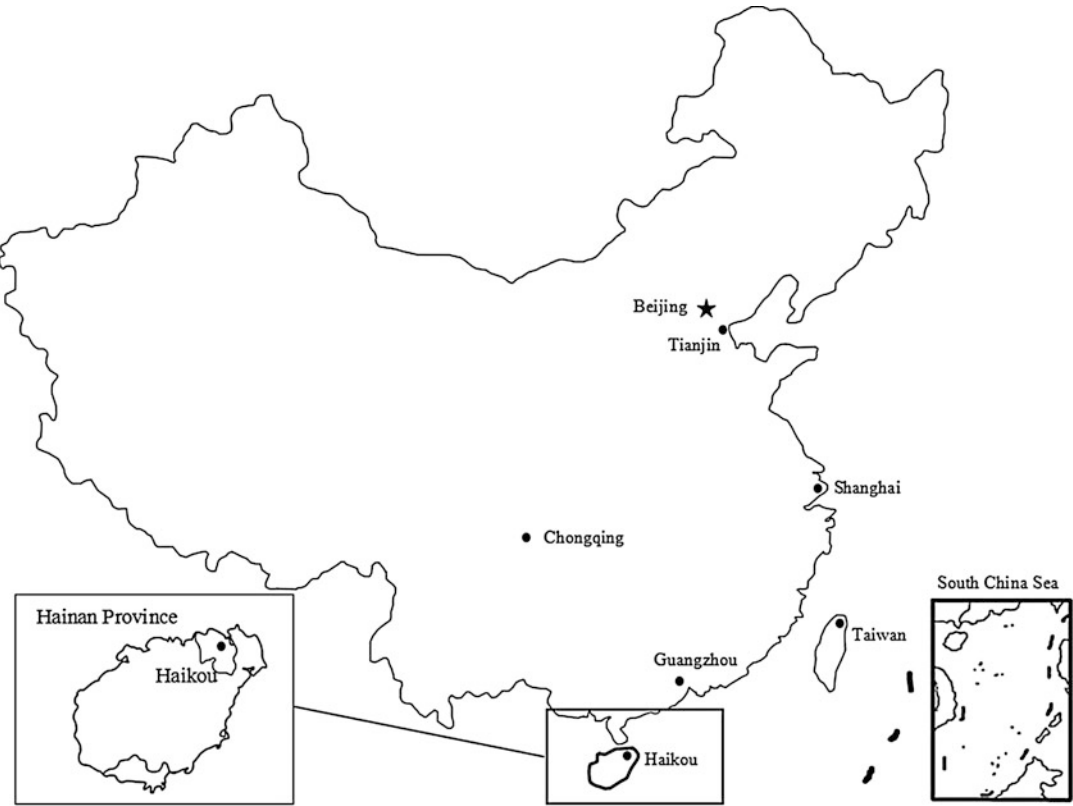 Beijing
Tianjin
Shanghai
Chongqing
South China Sea
Hainan Province
Taiwan
Haikou
Guangzhou
Haikou